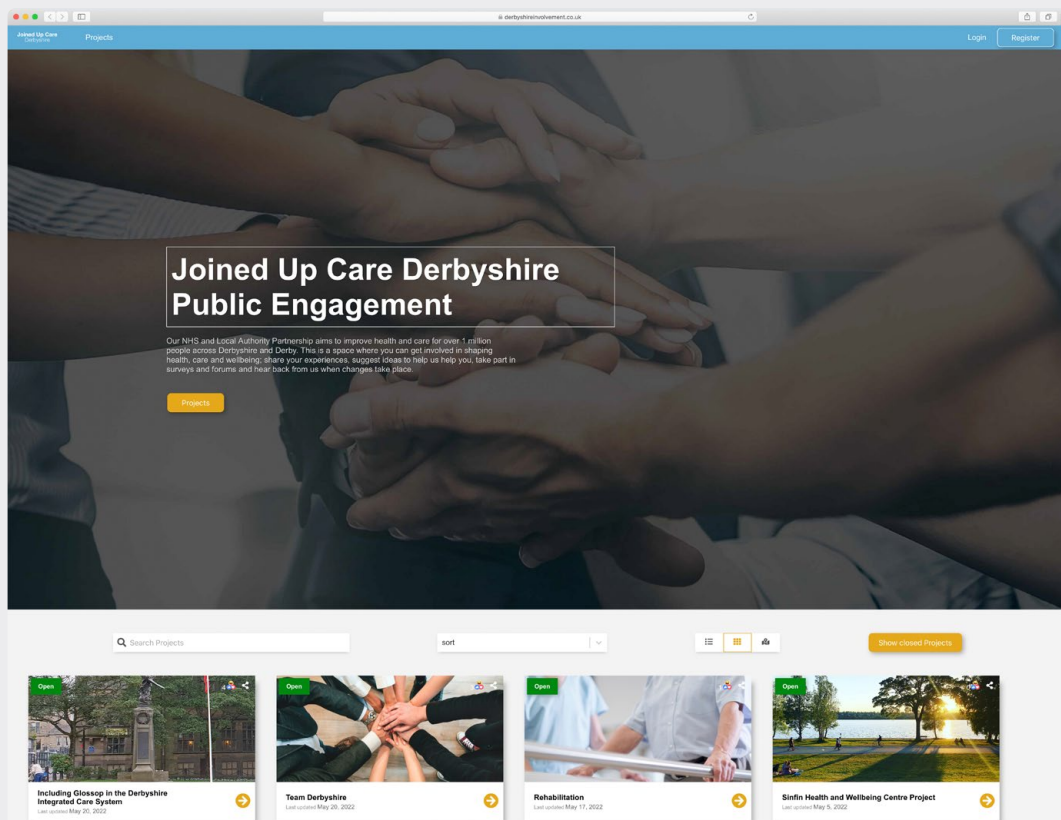 derbyshireinvolvement.co.uk
Joined Up Care
Derbyshire
Projects
Login
Register
Joined Up Care Derbyshire
Public Engagement
Our NHS and Local Authority Partnership aims to improve health and care for over 1 million
people across Derbyshire and Derby. This is a space where you can get involved in shaping
health, care and wellbeing; share your experiences, suggest ideas to help us help you, take part in
surveys and forums and hear back from us when changes take place.
Projects
Search Projects
sort
Show closed Projects
Open
Open
Open
Open
Including Glossop in the Derbyshire
Integrated Care System
Last updated May 20, 2022
Team Derbyshire
Last updated May 20, 2022
Rehabilitation
Last updated May 17, 2022
Sinfin Health and Wellbeing Centre Project
Last updated May 5, 2022